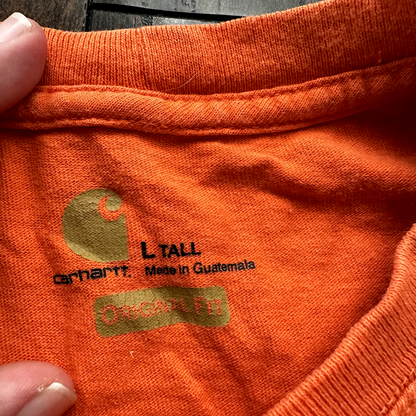 L TALL
carhartt
Made in Guatemala
ORIGINAL FIT